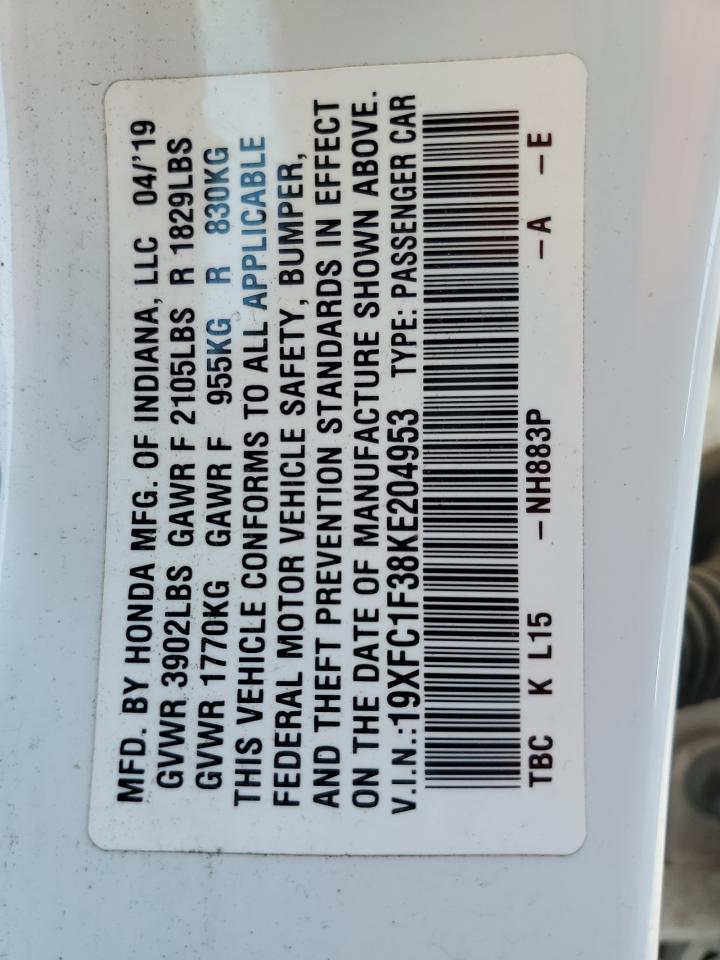 MFD. BY HONDA MFG. OF INDIANA, LLC 04/'19
GVWR 3902LBS GAWR F 2105LBS R 1829LBS
GVWR 1770KG GAWR F 955KG R 830KG
THIS VEHICLE CONFORMS TO ALL APPLICABLE
FEDERAL MOTOR VEHICLE SAFETY, BUMPER,
AND THEFT PREVENTION STANDARDS IN EFFECT
ON THE DATE OF MANUFACTURE SHOWN ABOVE.
V.I.N.:19XFC1F38KE204953 TYPE: PASSENGER CAR
TBC K L15 –NH883P –A –E